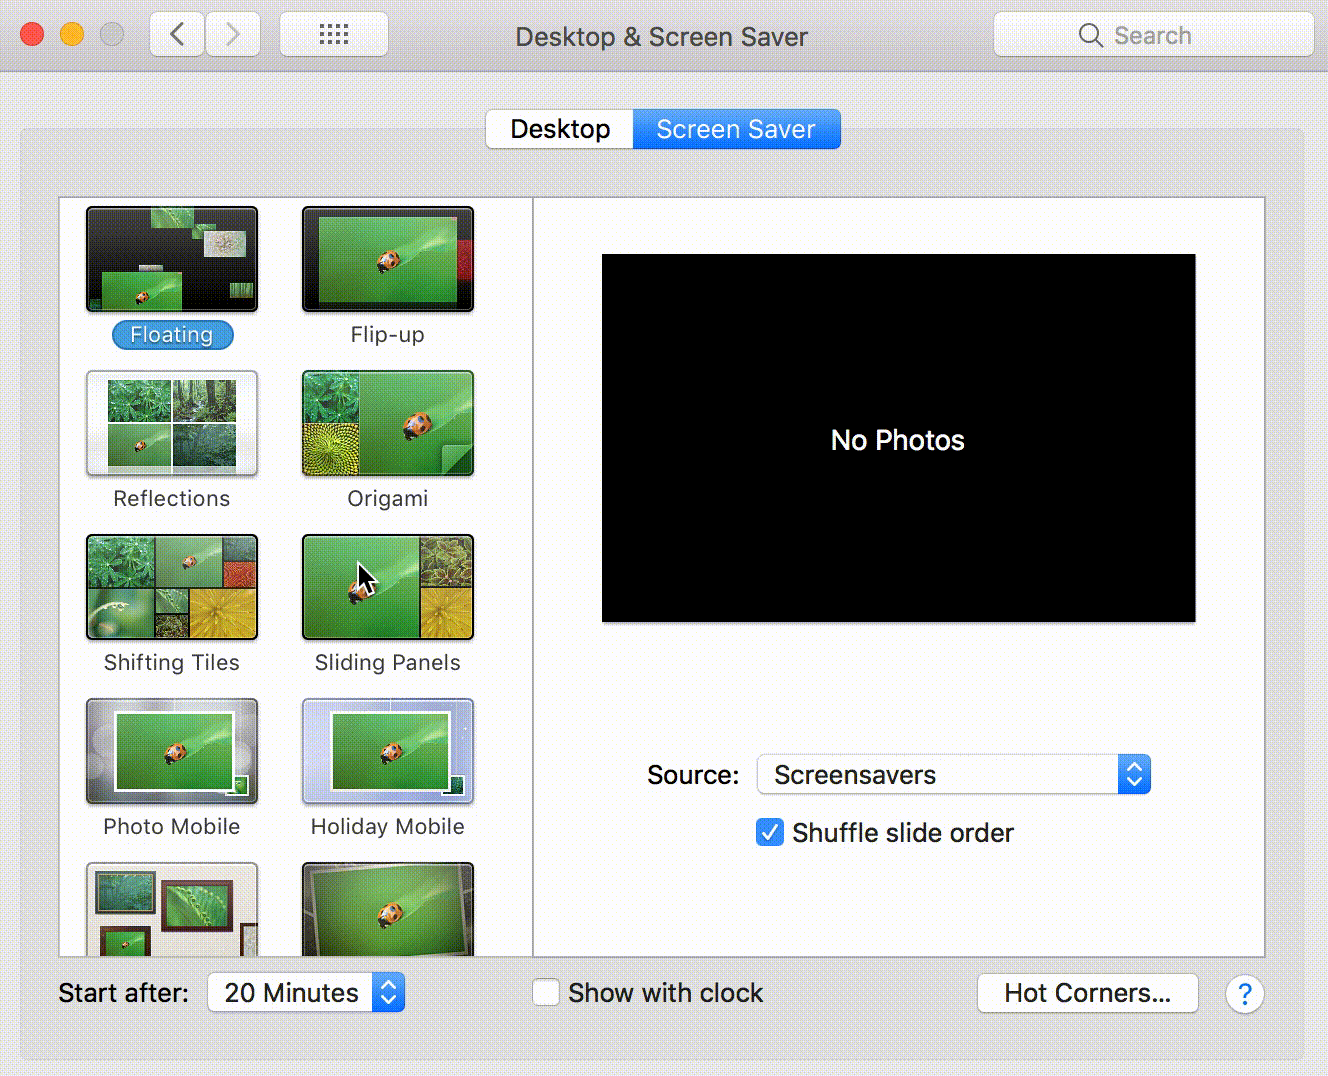 Desktop & Screen Saver
Search
Desktop
Screen Saver
Floating
Flip-up
Reflections
Origami
Shifting Tiles
Sliding Panels
Photo Mobile
Holiday Mobile
No Photos
Source:
Screensavers
Shuffle slide order
Start after:
20 Minutes
Show with clock
Hot Corners...
?